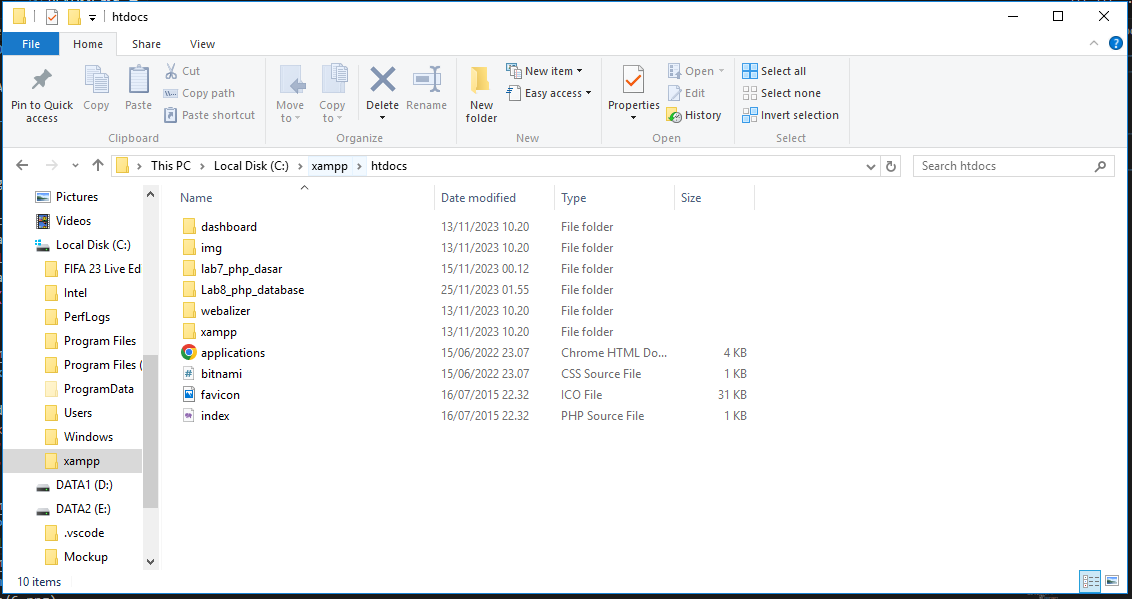 htdocs
File Home Share View
Pin to Quick access
Copy
Paste
Cut
Copy path
Paste shortcut
Clipboard
Move to
Copy to
Delete
Rename
Organize
New folder
New item
Easy access
New
Properties
Open
Edit
History
Open
Select all
Select none
Invert selection
Select
This PC > Local Disk (C:) > xampp > htdocs
Search htdocs
Pictures
Videos
Local Disk (C:)
FIFA 23 Live Ed
Intel
PerfLogs
Program Files
Program Files (
ProgramData
Users
Windows
xampp
DATA1 (D:)
DATA2 (E:)
.vscode
Mockup
Name Date modified Type Size
dashboard 13/11/2023 10.20 File folder
img 13/11/2023 10.20 File folder
lab7_php_dasar 15/11/2023 00.12 File folder
Lab8_php_database 25/11/2023 01.55 File folder
webalizer 13/11/2023 10.20 File folder
xampp 13/11/2023 10.20 File folder
applications 15/06/2022 23.07 Chrome HTML Do... 4 KB
bitnami 15/06/2022 23.07 CSS Source File 1 KB
favicon 16/07/2015 22.32 ICO File 31 KB
index 16/07/2015 22.32 PHP Source File 1 KB
10 items